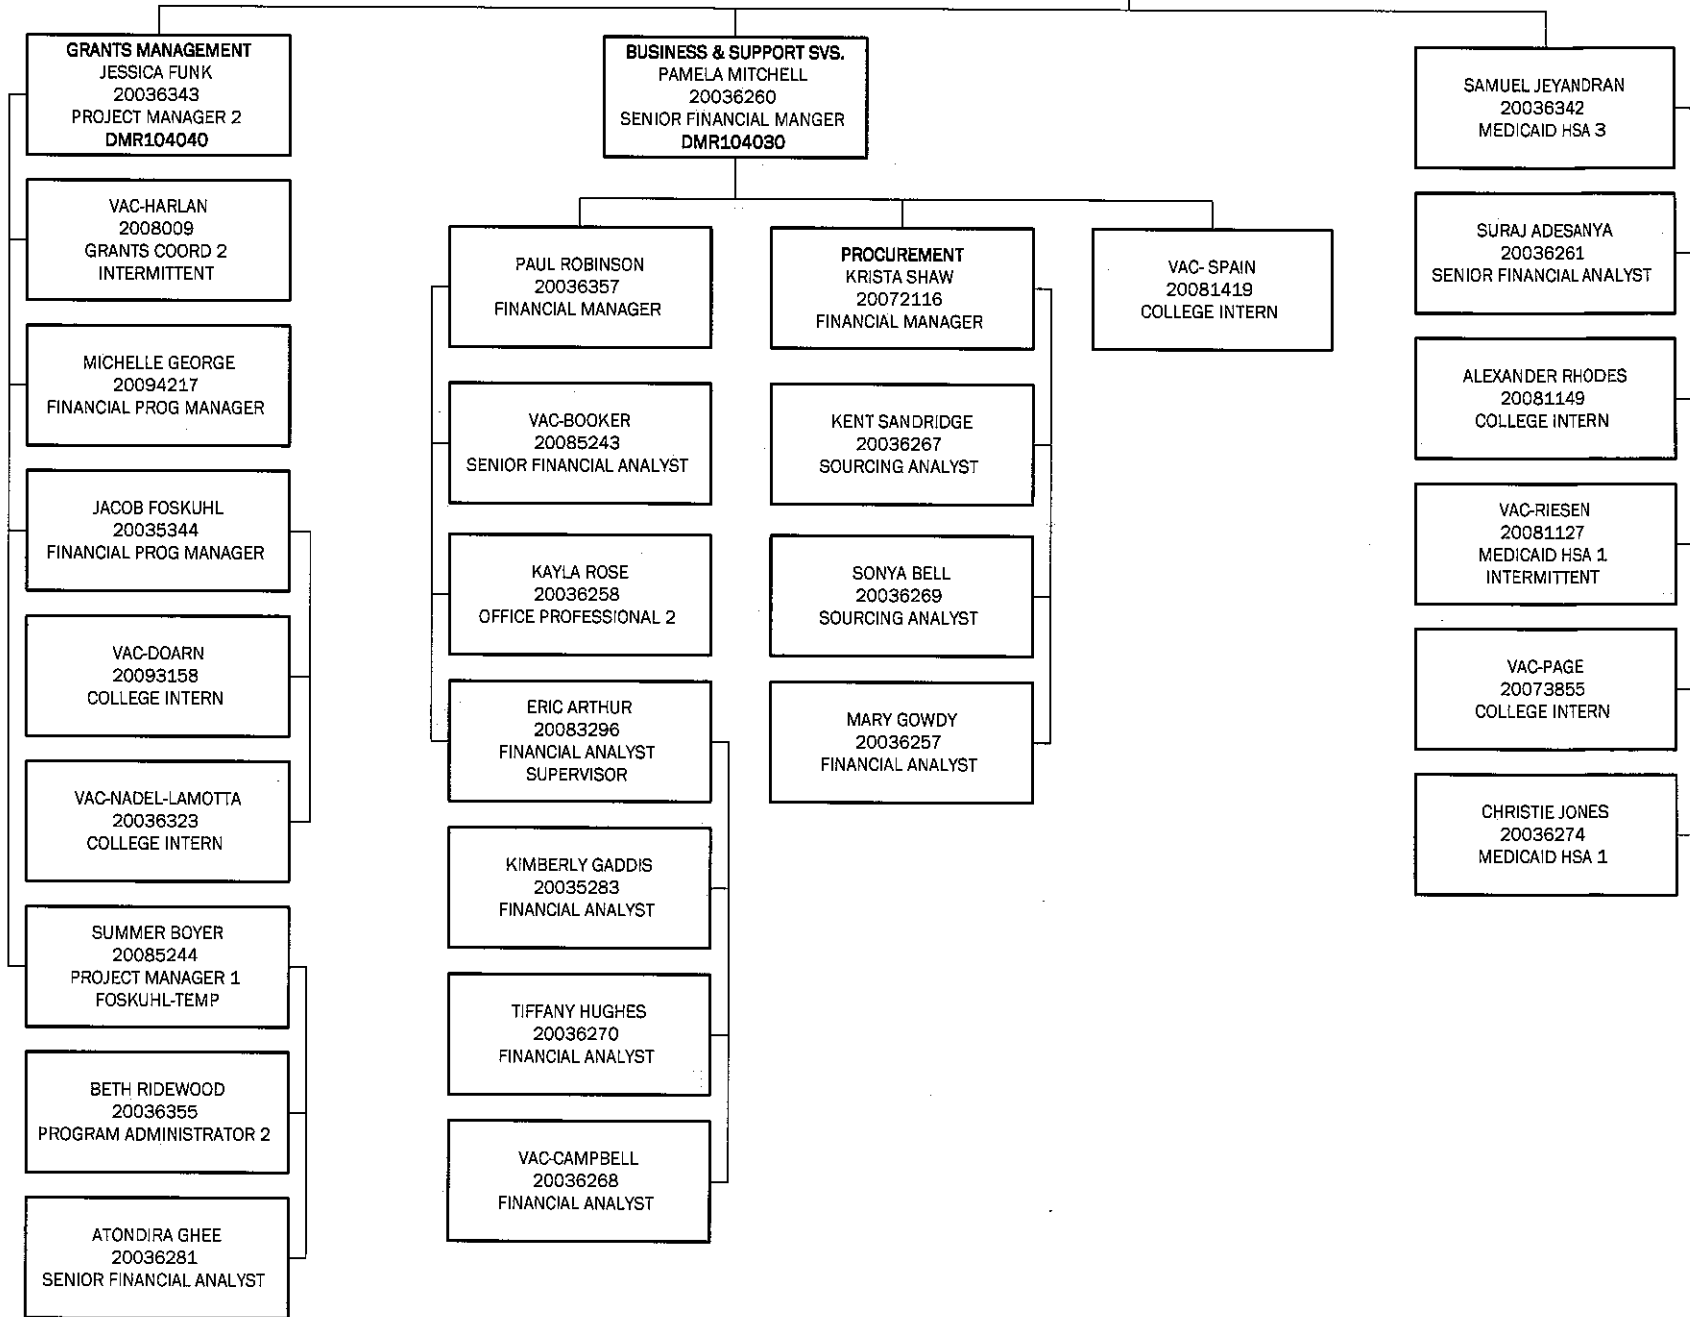 GRANTS MANAGEMENT
JESSICA FUNK
20036343
PROJECT MANAGER 2
DMR104040
VAC-HARLAN
2008009
GRANTS COORD 2
INTERMITTENT
MICHELLE GEORGE
20094217
FINANCIAL PROG MANAGER
JACOB FOSKUHL
20035344
FINANCIAL PROG MANAGER
VAC-DOARN
20093158
COLLEGE INTERN
VAC-NADEL-LAMOTTA
20036323
COLLEGE INTERN
SUMMER BOYER
20085244
PROJECT MANAGER 1
FOSKUHL-TEMP
BETH RIDEWOOD
20036355
PROGRAM ADMINISTRATOR 2
ATONDIRA GHEE
20036281
SENIOR FINANCIAL ANALYST
BUSINESS & SUPPORT SVS.
PAMELA MITCHELL
20036260
SENIOR FINANCIAL MANGER
DMR104030
PAUL ROBINSON
20036357
FINANCIAL MANAGER
VAC-BOOKER
20085243
SENIOR FINANCIAL ANALYST
KAYLA ROSE
20036258
OFFICE PROFESSIONAL 2
ERIC ARTHUR
20083296
FINANCIAL ANALYST
SUPERVISOR
KIMBERLY GADDIS
20035283
FINANCIAL ANALYST
TIFFANY HUGHES
20036270
FINANCIAL ANALYST
VAC-CAMPBELL
20036268
FINANCIAL ANALYST
PROCUREMENT
KRISTA SHAW
20072116
FINANCIAL MANAGER
KENT SANDRIDGE
20036267
SOURCING ANALYST
SONYA BELL
20036269
SOURCING ANALYST
MARY GOWDY
20036257
FINANCIAL ANALYST
VAC- SPAIN
20081419
COLLEGE INTERN
SAMUEL JEYANDRAN
20036342
MEDICAID HSA 3
SURAJ ADESANYA
20036261
SENIOR FINANCIAL ANALYST
ALEXANDER RHODES
20081149
COLLEGE INTERN
VAC-RIESEN
20081127
MEDICAID HSA 1
INTERMITTENT
VAC-PAGE
20073855
COLLEGE INTERN
CHRISTIE JONES
20036274
MEDICAID HSA 1